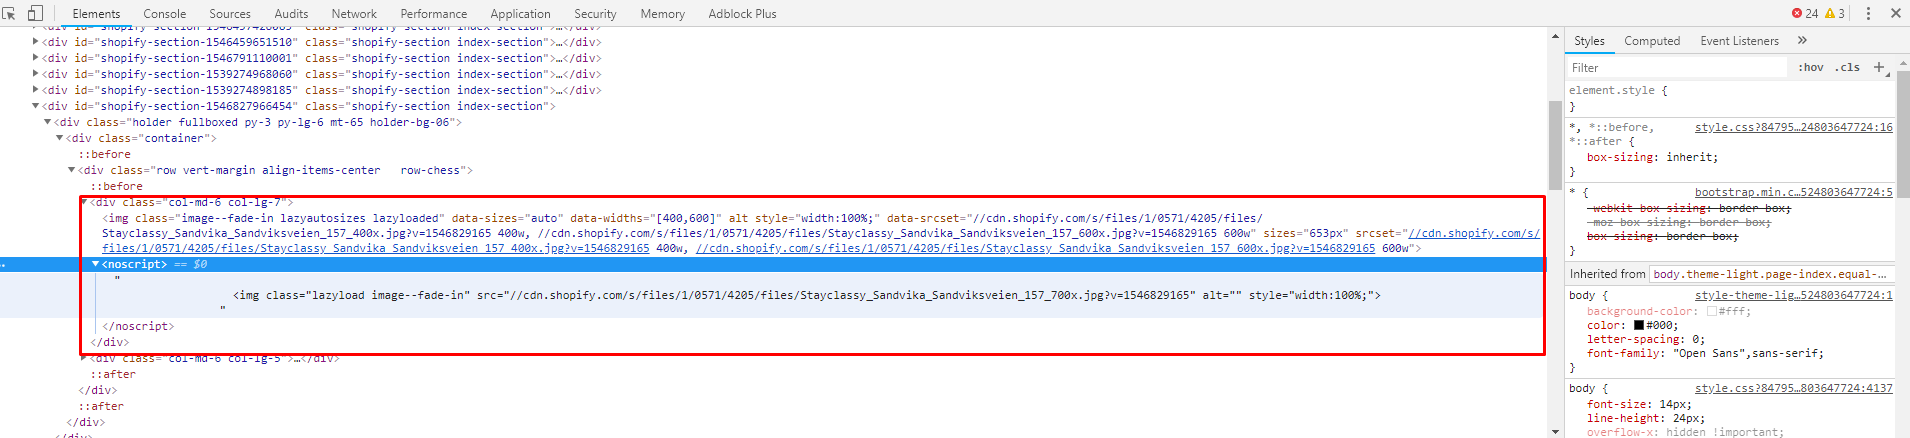 Elements Console Sources Audits Network Performance Application Security Memory Adblock Plus 24 3
<div id="shopify-section-1546459651510" class="shopify-section index-section">…</div>
<div id="shopify-section-1546791110001" class="shopify-section index-section">…</div>
<div id="shopify-section-1539274968060" class="shopify-section index-section">…</div>
<div id="shopify-section-1539274898185" class="shopify-section index-section">…</div>
<div id="shopify-section-1546827966454" class="shopify-section index-section">
<div class="holder fullboxed py-3 py-lg-6 mt-65 holder-bg-06">
<div class="container">
::before
<div class="row vert-margin align-items-center   row-chess">
::before
<div class="col-md-6 col-lg-7">
<img class="image--fade-in lazyautosizes lazyloaded" data-sizes="auto" data-widths="[400,600]" alt style="width:100%;" data-srcset="//cdn.shopify.com/s/files/1/0571/4205/files/
Stayclassy_Sandvika_Sandviksveien_157_400x.jpg?v=1546829165 400w, //cdn.shopify.com/s/files/1/0571/4205/files/Stayclassy_Sandvika_Sandviksveien_157_600x.jpg?v=1546829165 600w" sizes="653px" srcset="//cdn.shopify.com/s/
files/1/0571/4205/files/Stayclassy_Sandvika_Sandviksveien_157_400x.jpg?v=1546829165 400w, //cdn.shopify.com/s/files/1/0571/4205/files/Stayclassy_Sandvika_Sandviksveien_157_600x.jpg?v=1546829165 600w">
… <noscript> == $0
"
<img class="lazyload image--fade-in" src="//cdn.shopify.com/s/files/1/0571/4205/files/Stayclassy_Sandvika_Sandviksveien_157_700x.jpg?v=1546829165" alt="" style="width:100%;">
"
</noscript>
</div>
<div class="col-md-6 col-lg-5">…</div>
::after
</div>
::after
</div>
</div>
Styles Computed Event Listeners »
Filter :hov .cls +
element.style {
}
*, *::before, style.css?84795…24803647724:16
*::after {
box-sizing: inherit;
}
* { bootstrap.min.c…524803647724:5
-webkit-box-sizing: border-box;
-moz-box-sizing: border-box;
box-sizing: border-box;
}
Inherited from body.theme-light.page-index.equal-…
body { style-theme-lig…524803647724:1
background-color: #fff;
color: #000;
letter-spacing: 0;
font-family: "Open Sans",sans-serif;
}
body { style.css?84795…803647724:4137
font-size: 14px;
line-height: 24px;
overflow-x: hidden !important;